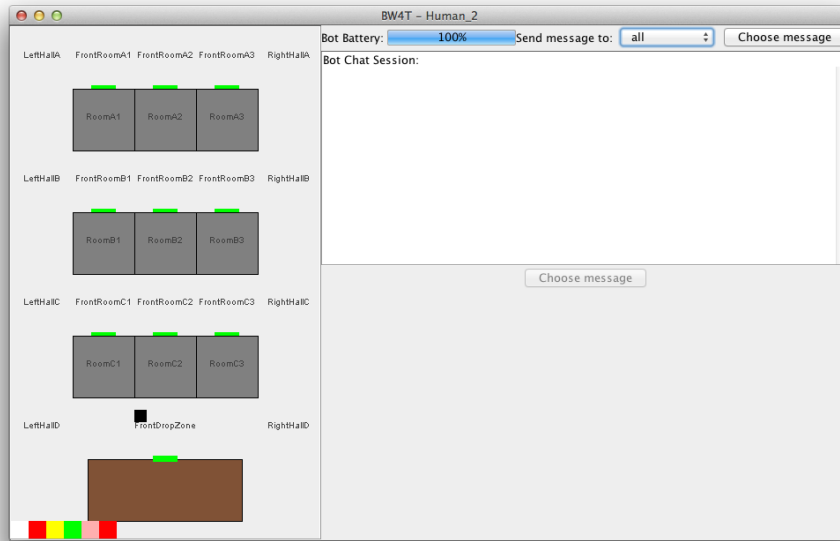 BW4T - Human_2
Bot Battery: 100% Send message to: all Choose message
Bot Chat Session:
LeftHallA FrontRoomA1 FrontRoomA2 FrontRoomA3 RightHallA
RoomA1 RoomA2 RoomA3
LeftHallB FrontRoomB1 FrontRoomB2 FrontRoomB3 RightHallB
RoomB1 RoomB2 RoomB3
Choose message
LeftHallC FrontRoomC1 FrontRoomC2 FrontRoomC3 RightHallC
RoomC1 RoomC2 RoomC3
LeftHallD FrontDropZone RightHallD